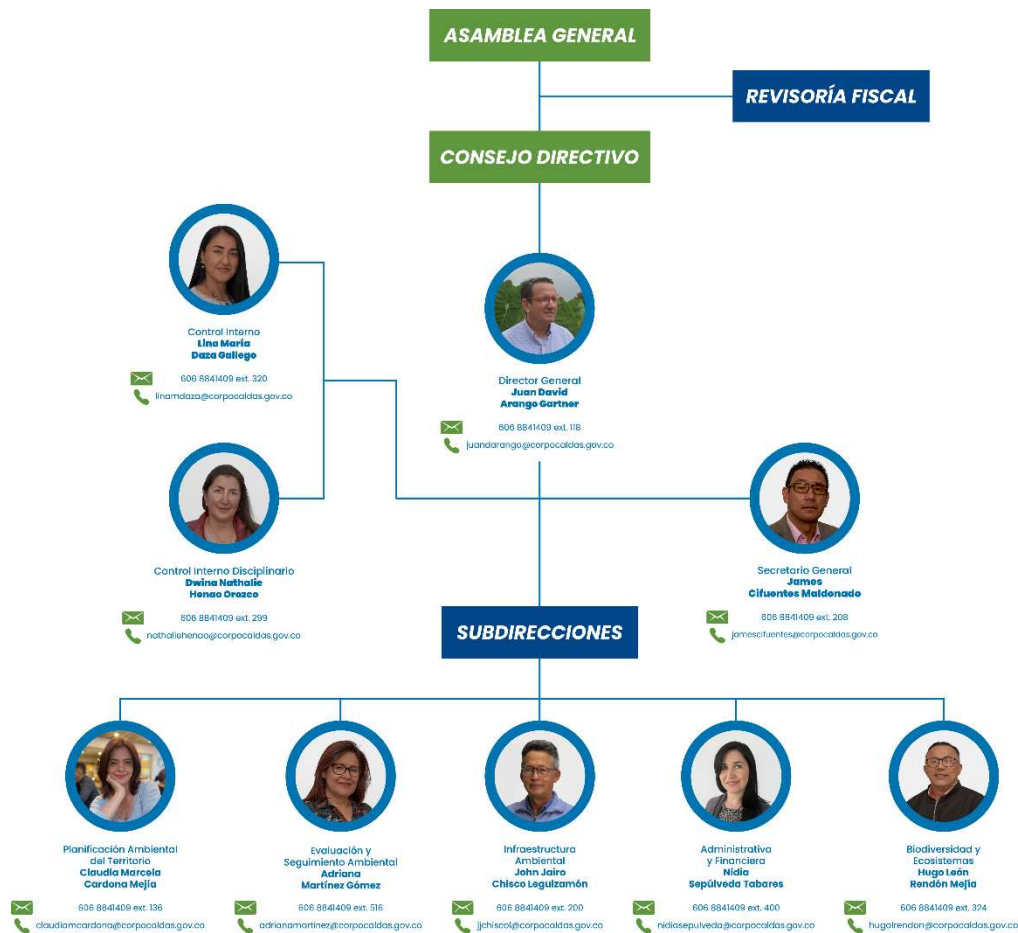 ASAMBLEA GENERAL
REVISORÍA FISCAL
CONSEJO DIRECTIVO
Control Interno
Lina María
Daza Gallego
606 8841409 ext. 320
linamdaza@corpocaldas.gov.co
Director General
Juan David
Arango Gartner
606 8841409 ext. 118
juandarango@corpocaldas.gov.co
Control Interno Disciplinario
Dwina Nathalie
Henao Orozco
606 8841409 ext. 299
nathaliehenao@corpocaldas.gov.co
Secretario General
James
Cifuentes Maldonado
606 8841409 ext. 208
jamescifuentes@corpocaldas.gov.co
SUBDIRECCIONES
Planificación Ambiental
del Territorio
Claudia Marcela
Cardona Mejía
606 8841409 ext. 136
claudiamcardona@corpocaldas.gov.co
Evaluación y
Seguimiento Ambiental
Adriana
Martínez Gómez
606 8841409 ext. 516
adrianamartinez@corpocaldas.gov.co
Infraestructura
Ambiental
John Jairo
Chisco Leguizamón
606 8841409 ext. 200
jjchiscol@corpocaldas.gov.co
Administrativa
y Financiera
Nidia
Sepúlveda Tabares
606 8841409 ext. 400
nidiasepulveda@corpocaldas.gov.co
Biodiversidad y
Ecosistemas
Hugo León
Rendón Mejía
606 8841409 ext. 324
hugolrendon@corpocaldas.gov.co